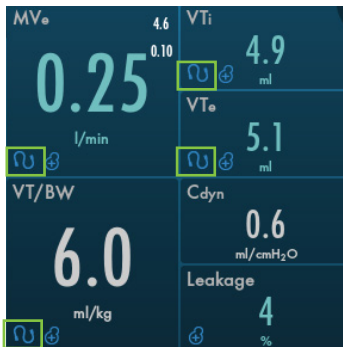 MVe 4.6
0.10
0.25
l/min
VTi
4.9
ml
VTe
5.1
ml
VT/BW
6.0
ml/kg
Cdyn
0.6
ml/cmH₂O
Leakage
4
%